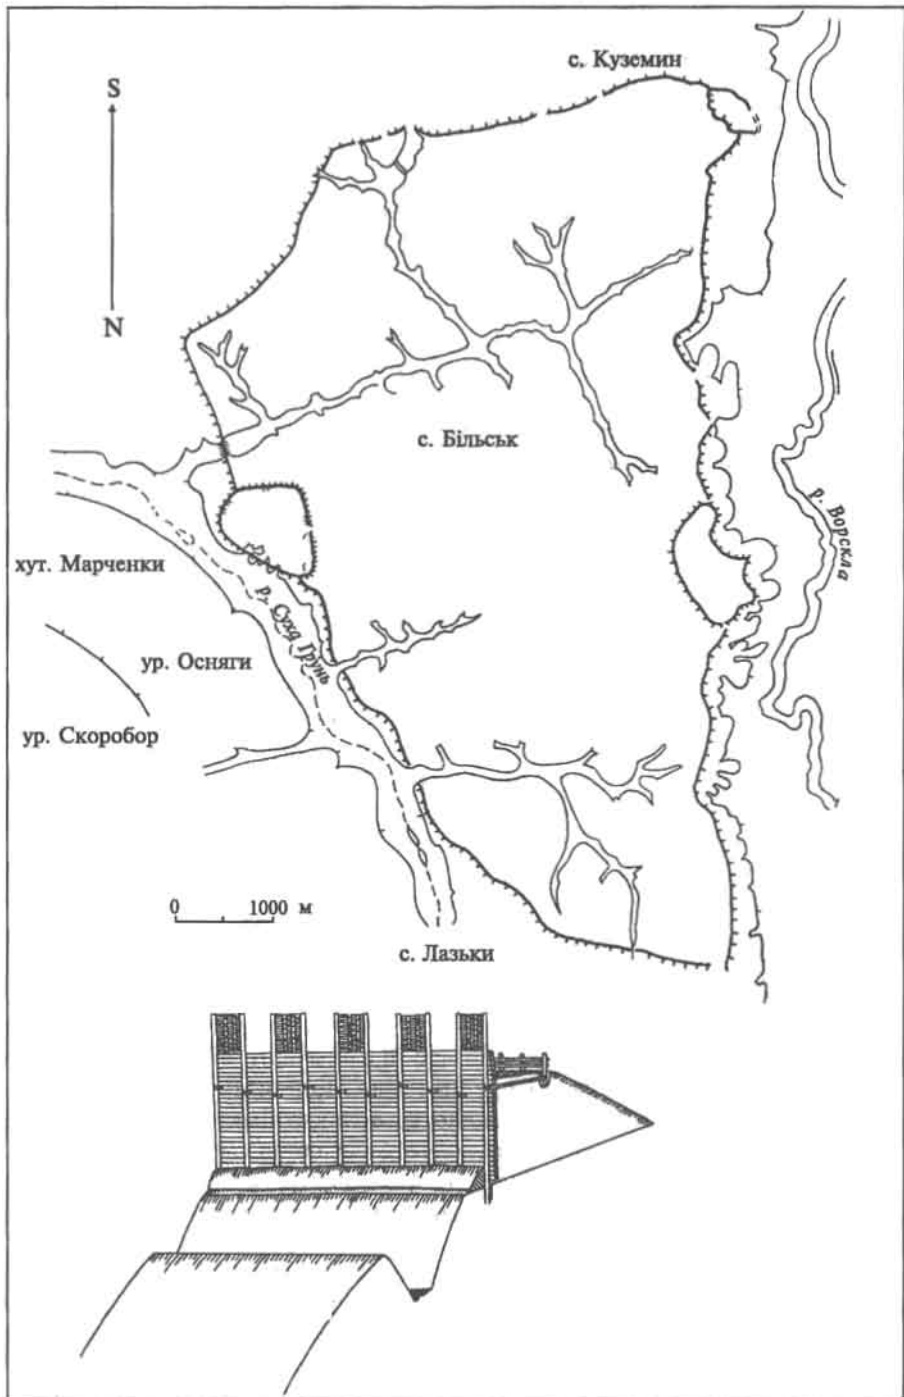 с. Куземин
S
N
с. Більськ
р. Ворскла
хут. Марченки
р. Суха Грунь
ур. Осняги
ур. Скоробор
0 1000 м
с. Лазьки